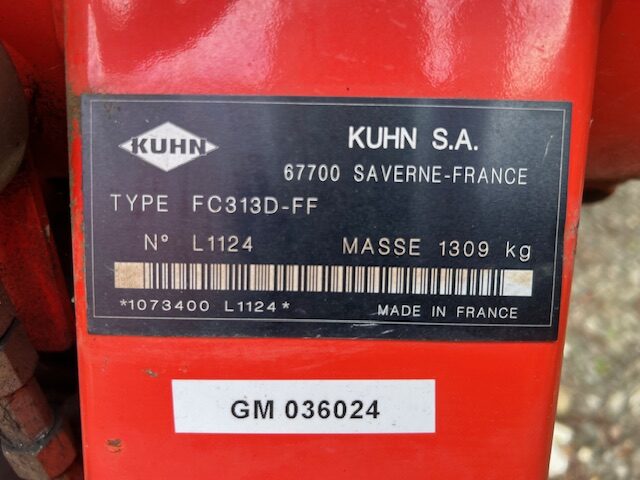 KUHN
KUHN S.A.
67700 SAVERNE-FRANCE
TYPE FC313D-FF
N° L1124 MASSE 1309 kg
*1073400 L1124* MADE IN FRANCE
GM 036024